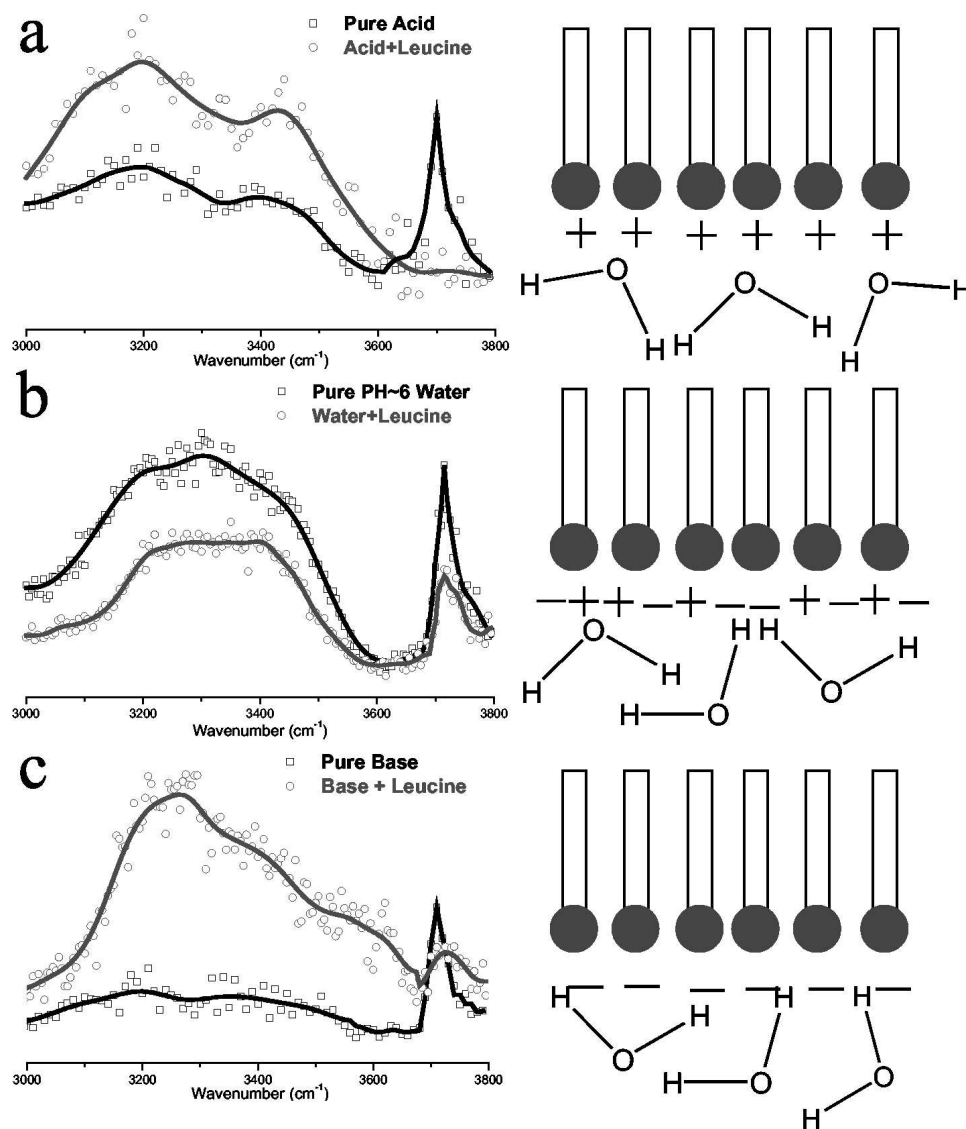 a
Pure Acid
Acid+Leucine
3000 3200 3400 3600 3800
Wavenumber (cm⁻¹)
+ + + + + +
H O O O H
H H H H
b
Pure PH~6 Water
Water+Leucine
3000 3200 3400 3600 3800
Wavenumber (cm⁻¹)
− + + − + − − + − + −
O H H H
H H H O O
c
Pure Base
Base + Leucine
3000 3200 3400 3600 3800
Wavenumber (cm⁻¹)
− − − − − −
H H H H
O H O O
H